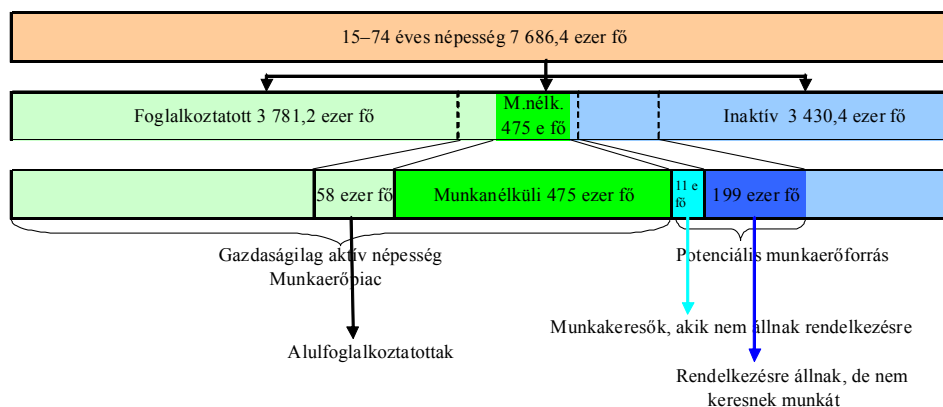 15–74 éves népesség 7 686,4 ezer fő
Foglalkoztatott 3 781,2 ezer fő
M.nélk.
475 e fő
Inaktív 3 430,4 ezer fő
58 ezer fő
Munkanélküli 475 ezer fő
11 e
fő
199 ezer fő
Gazdaságilag aktív népesség
Munkaerőpiac
Potenciális munkaerőforrás
Munkakeresők, akik nem állnak rendelkezésre
Alulfoglalkoztatottak
Rendelkezésre állnak, de nem
keresnek munkát